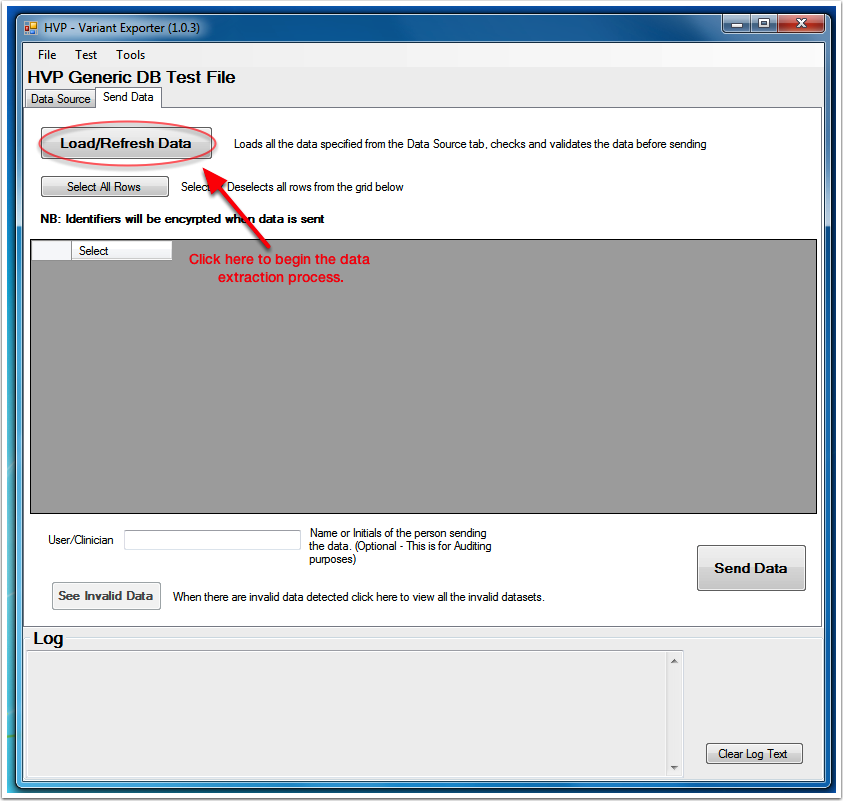 HVP - Variant Exporter (1.0.3)
File Test Tools
HVP Generic DB Test File
Data Source Send Data
Load/Refresh Data Loads all the data specified from the Data Source tab, checks and validates the data before sending
Select All Rows Select Deselects all rows from the grid below
NB: Identifiers will be encyrpted when data is sent
Select
Click here to begin the data
extraction process.
User/Clinician
Name or Initials of the person sending
the data. (Optional - This is for Auditing
purposes)
Send Data
See Invalid Data When there are invalid data detected click here to view all the invalid datasets.
Log
Clear Log Text